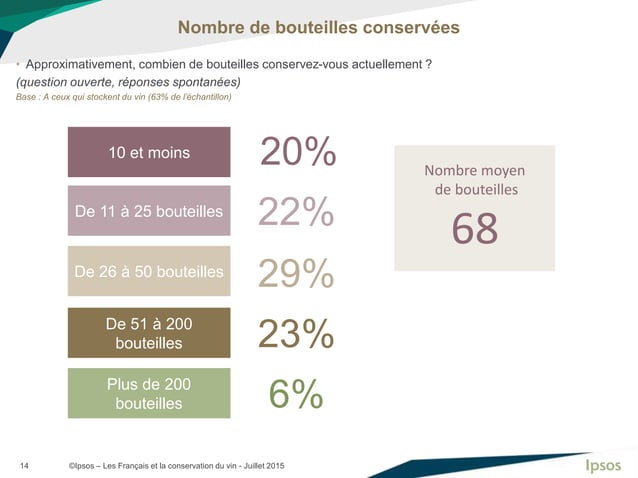 Nombre de bouteilles conservées
• Approximativement, combien de bouteilles conservez-vous actuellement ?
(question ouverte, réponses spontanées)
Base : A ceux qui stockent du vin (63% de l'échantillon)
10 et moins
20%
De 11 à 25 bouteilles
22%
De 26 à 50 bouteilles
29%
De 51 à 200
bouteilles
23%
Plus de 200
bouteilles
6%
Nombre moyen
de bouteilles
68
14
©Ipsos – Les Français et la conservation du vin - Juillet 2015
Ipsos